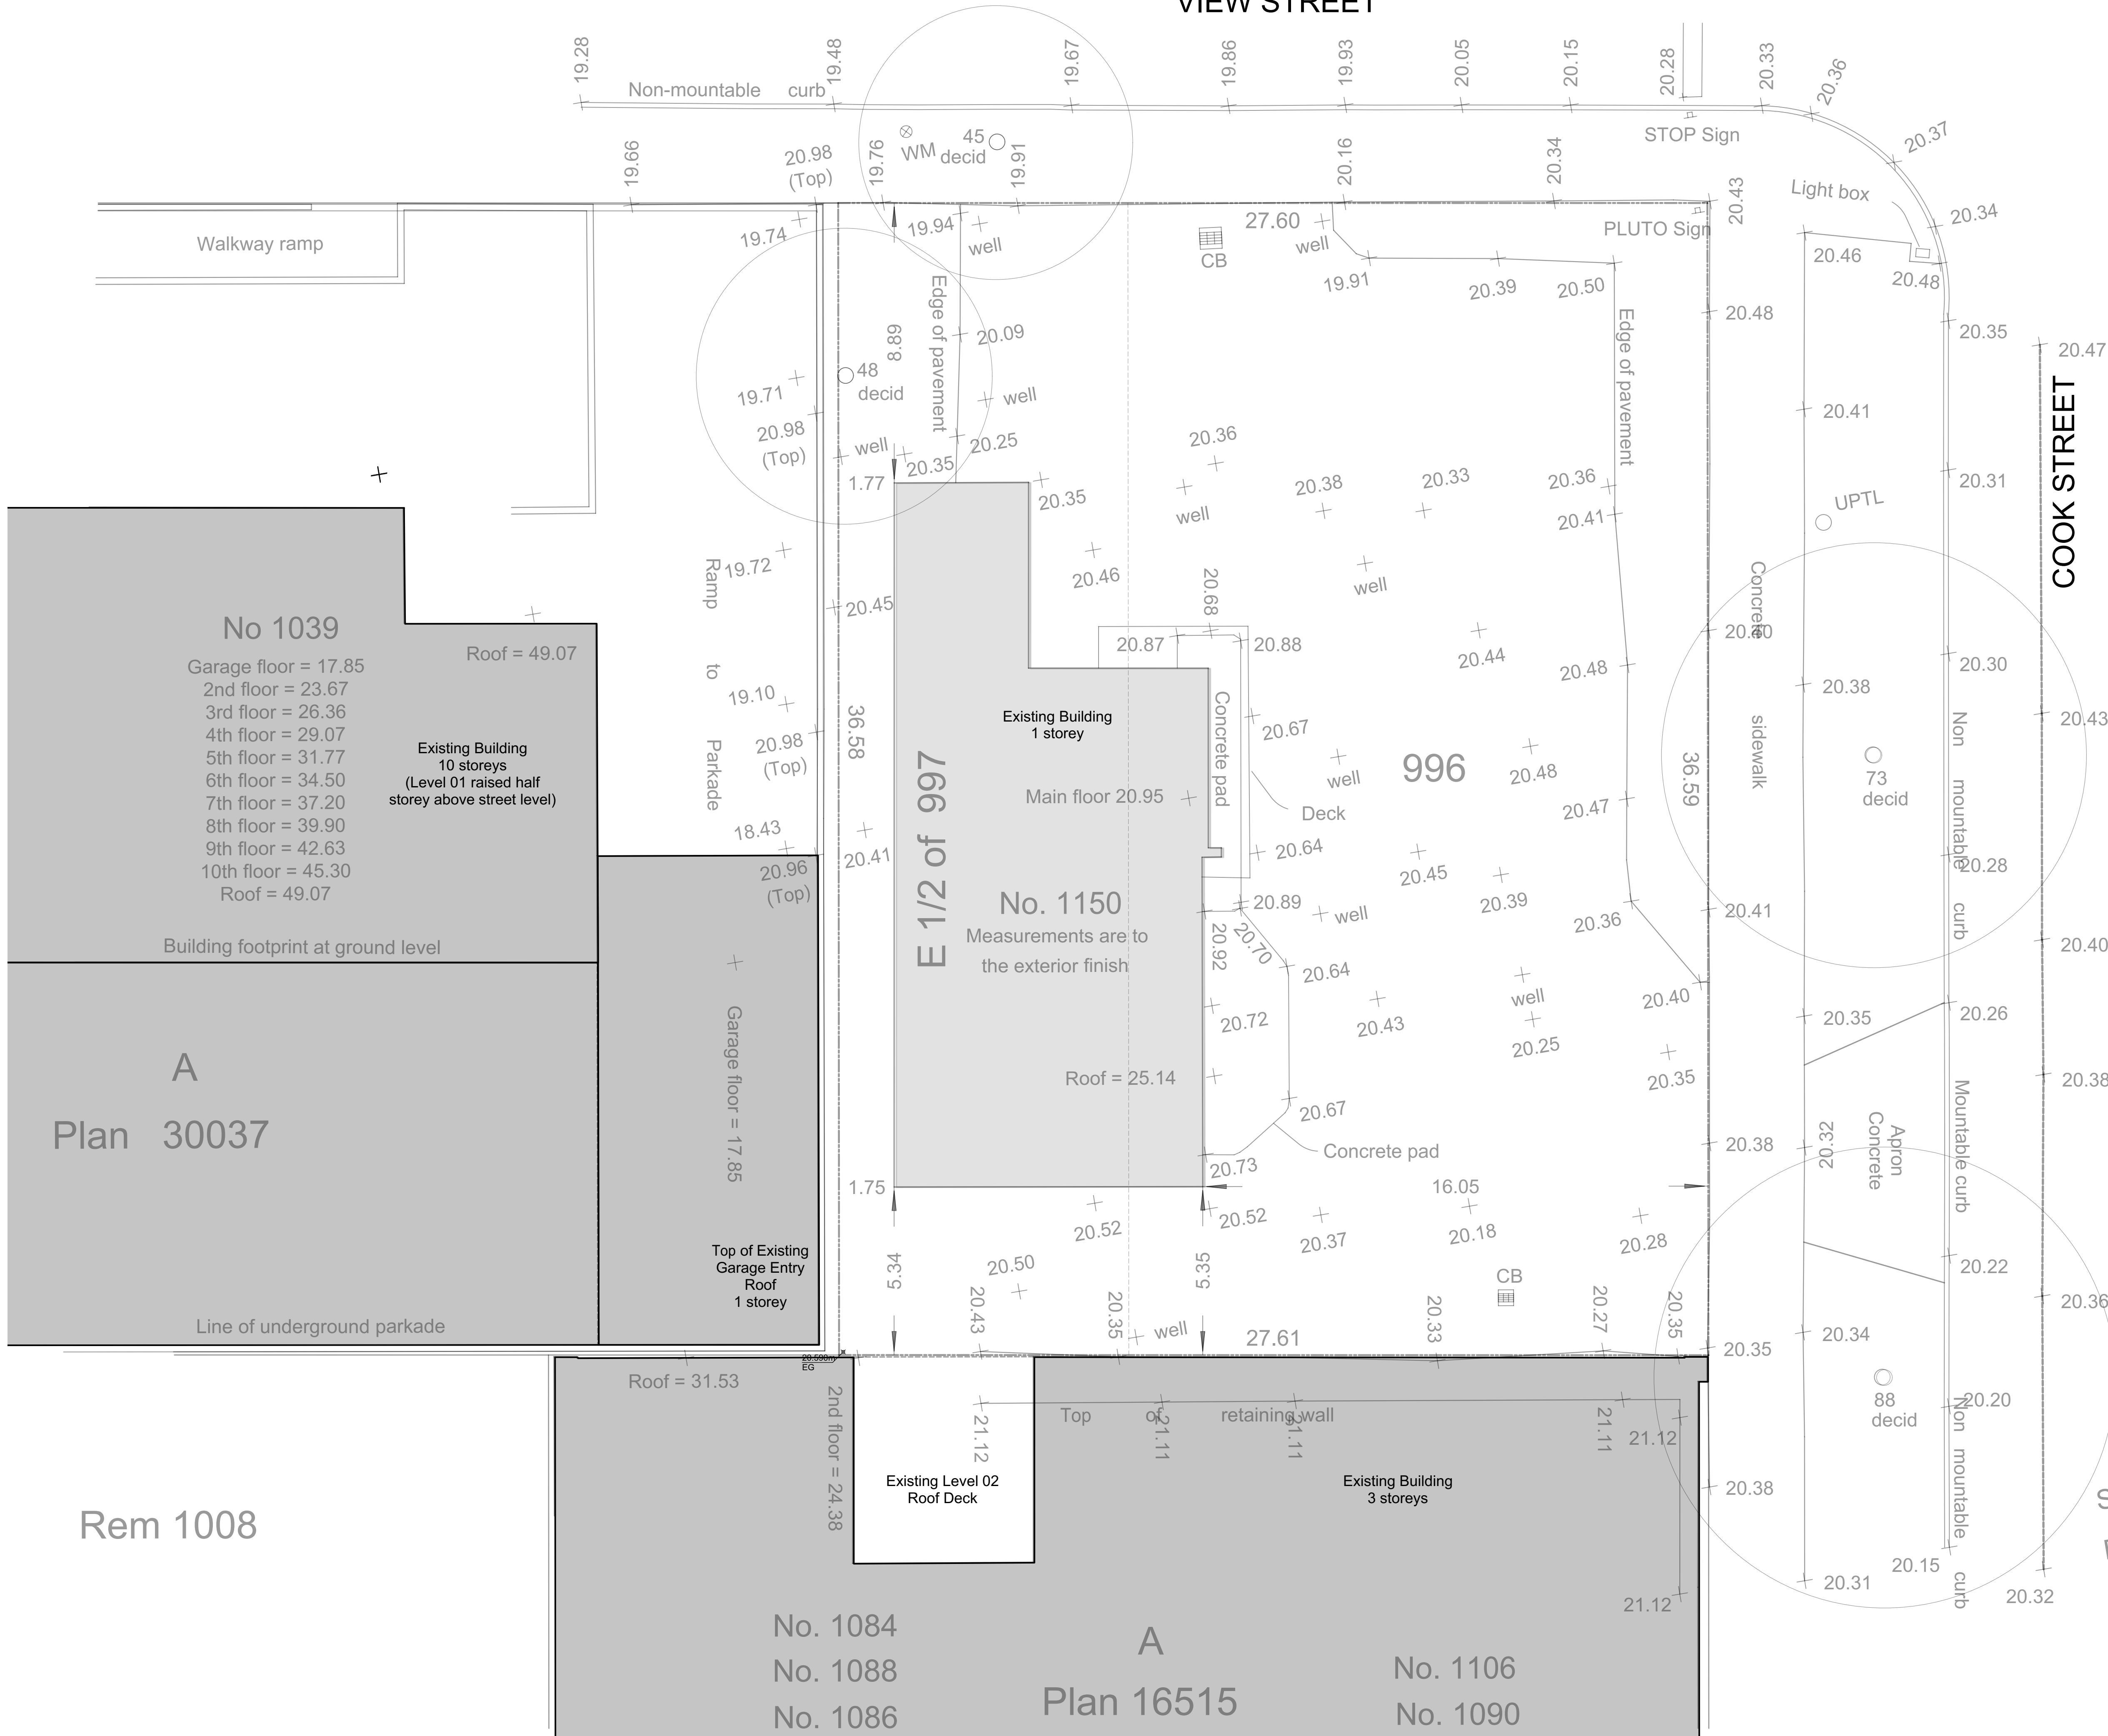 VIEW STREET
19.28
19.48
19.67
19.86
19.93
20.05
20.15
20.28
20.33
20.36
Non-mountable curb
20.37
STOP Sign
WM
45
decid
19.66
20.98
(Top)
19.76
19.91
20.16
20.34
20.43
Light box
20.34
Walkway ramp
19.74
19.94
well
CB
27.60
well
PLUTO Sign
20.46
20.48
19.91
20.39
20.50
20.48
20.35
20.47
Edge of pavement
8.89
20.09
Edge of pavement
COOK STREET
19.71
48
decid
well
20.41
20.98
(Top)
well
20.35
20.25
20.36
1.77
20.35
well
20.38
20.33
20.36
20.41
20.31
UPTL
Ramp to Parkade
19.72
20.46
20.68
well
Concrete sidewalk
20.45
No 1039
Garage floor = 17.85
2nd floor = 23.67
3rd floor = 26.36
4th floor = 29.07
5th floor = 31.77
6th floor = 34.50
7th floor = 37.20
8th floor = 39.90
9th floor = 42.63
10th floor = 45.30
Roof = 49.07
Roof = 49.07
Existing Building
10 storeys
(Level 01 raised half
storey above street level)
Building footprint at ground level
20.87
20.88
20.44
20.48
20.40
20.30
19.10
20.98
(Top)
36.58
Existing Building
1 storey
Concrete pad
20.67
well
996
20.48
36.59
20.38
Non mountable curb
20.43
73
decid
Main floor 20.95
Deck
20.47
18.43
20.96
(Top)
20.41
E 1/2 of 997
20.64
20.45
20.39
20.28
No. 1150
Measurements are to
the exterior finish
20.89
well
20.36
20.41
20.92
20.70
20.64
20.40
well
20.40
20.72
20.43
20.25
20.35
20.26
A
Plan 30037
Garage floor = 17.85
Roof = 25.14
20.35
20.38
20.67
Concrete pad
20.38
20.32
Apron
Concrete
Mountable curb
20.73
1.75
16.05
20.52
20.52
20.37
20.18
20.28
Top of Existing
Garage Entry
Roof
1 storey
5.34
20.50
5.35
CB
20.22
20.36
Line of underground parkade
20.43
20.35
well
27.61
20.33
20.27
20.35
20.35
20.34
EG
Roof = 31.53
2nd floor = 24.38
21.12
Top of retaining wall
21.11
21.11
21.11
21.12
88
decid
20.20
Non mountable curb
Existing Level 02
Roof Deck
Existing Building
3 storeys
20.38
Rem 1008
20.31
20.15
20.32
21.12
No. 1084
No. 1088
No. 1086
A
Plan 16515
No. 1106
No. 1090